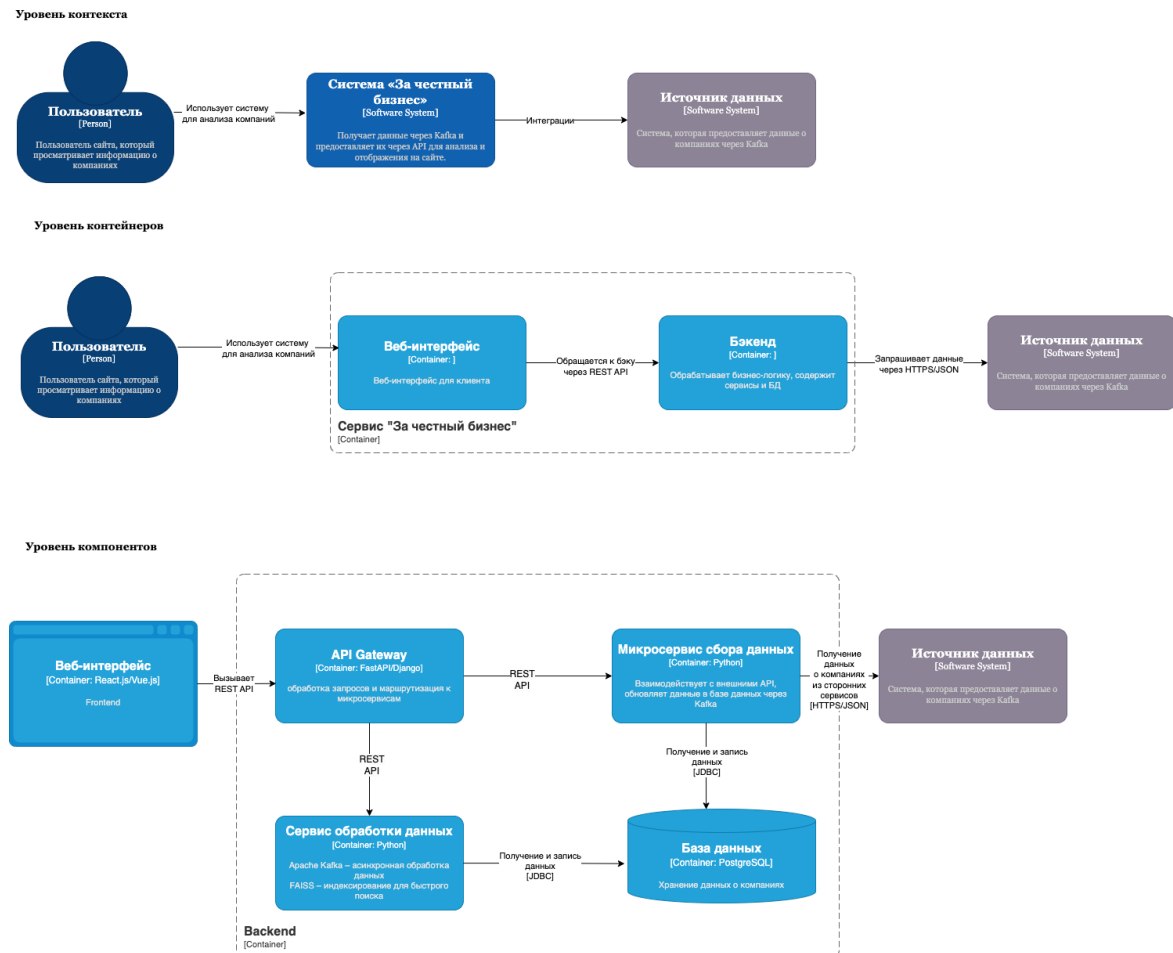 Уровень контекста
Пользователь
[Person]
Пользователь сайта, который
просматривает информацию о
компаниях
Использует систему
для анализа компаний
Система «За честный
бизнес»
[Software System]
Получает данные через Kafka и
предоставляет их через API для анализа и
отображения на сайте.
Интеграции
Источник данных
[Software System]
Система, которая предоставляет данные о
компаниях через Kafka
Уровень контейнеров
Пользователь
[Person]
Пользователь сайта, который
просматривает информацию о
компаниях
Использует систему
для анализа компаний
Веб-интерфейс
[Container: ]
Веб-интерфейс для клиента
Обращается к бэку
через REST API
Бэкенд
[Container: ]
Обрабатывает бизнес-логику, содержит
сервисы и БД
Сервис "За честный бизнес"
[Container]
Запрашивает данные
через HTTPS/JSON
Источник данных
[Software System]
Система, которая предоставляет данные о
компаниях через Kafka
Уровень компонентов
Веб-интерфейс
[Container: React.js/Vue.js]
Frontend
Вызывает
REST API
API Gateway
[Container: FastAPI/Django]
обработка запросов и маршрутизация к
микросервисам
REST
API
Микросервис сбора данных
[Container: Python]
Взаимодействует с внешними API,
обновляет данные в базе данных через
Kafka
Получение
данных
о компаниях
из сторонних
сервисов
[HTTPS/JSON]
Источник данных
[Software System]
Система, которая предоставляет данные о
компаниях через Kafka
REST
API
Получение и запись
данных
[JDBC]
Сервис обработки данных
[Container: Python]
Apache Kafka – асинхронная обработка
данных
FAISS – индексирование для быстрого
поиска
Получение и запись
данных
[JDBC]
База данных
[Container: PostgreSQL]
Хранение данных о компаниях
Backend
[Container]